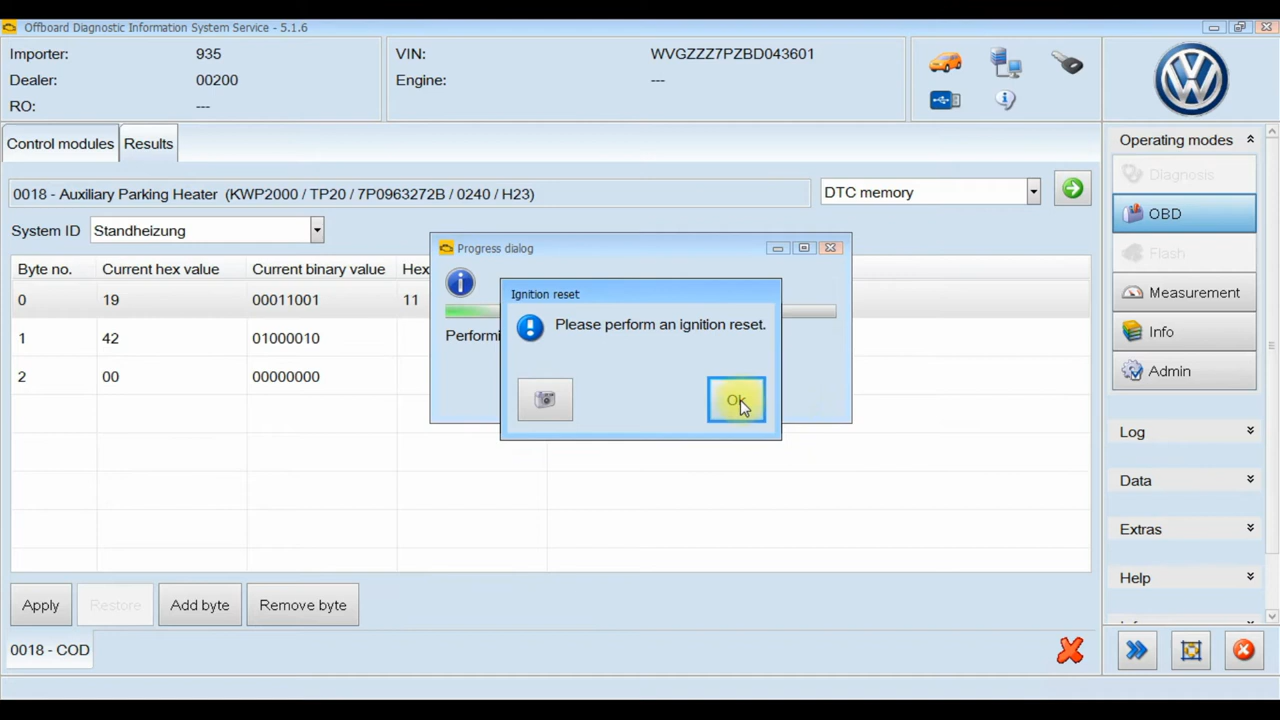 Offboard Diagnostic Information System Service - 5.1.6
Importer: 935
Dealer: 00200
RO: ---
VIN: WVGZZZ7PZBD043601
Engine: ---
Control modules Results
0018 - Auxiliary Parking Heater (KWP2000 / TP20 / 7P0963272B / 0240 / H23)
DTC memory
System ID Standheizung
Byte no. Current hex value Current binary value Hex
0 19 00011001 11
1 42 01000010
2 00 00000000
Progress dialog
Performi
Ignition reset
Please perform an ignition reset.
Ok
Apply Restore Add byte Remove byte
0018 - COD
Operating modes
Diagnosis
OBD
Flash
Measurement
Info
Admin
Log
Data
Extras
Help